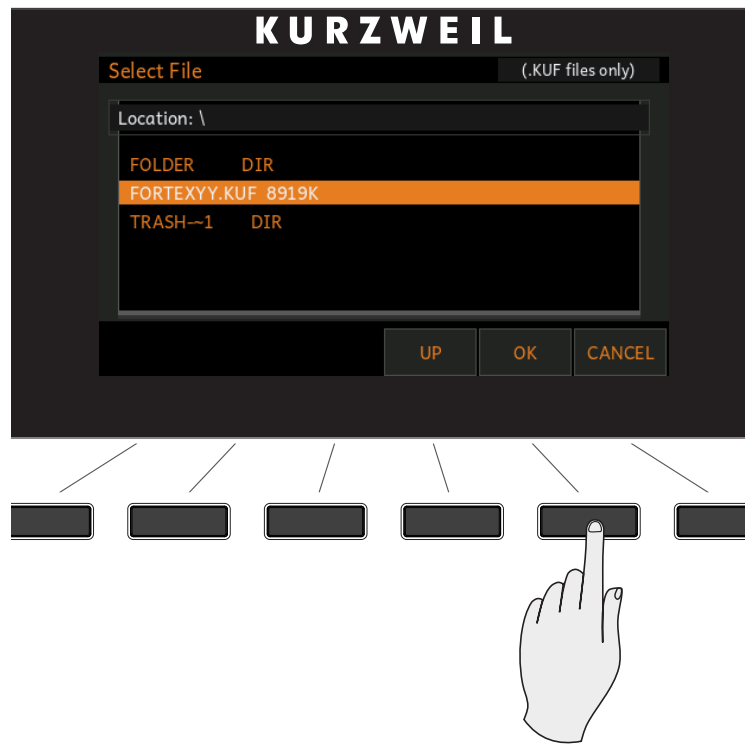 KURZWEIL
Select File (.KUF files only)
Location: \
FOLDER DIR
FORTEXYY.KUF 8919K
TRASH-~1 DIR
UP OK CANCEL